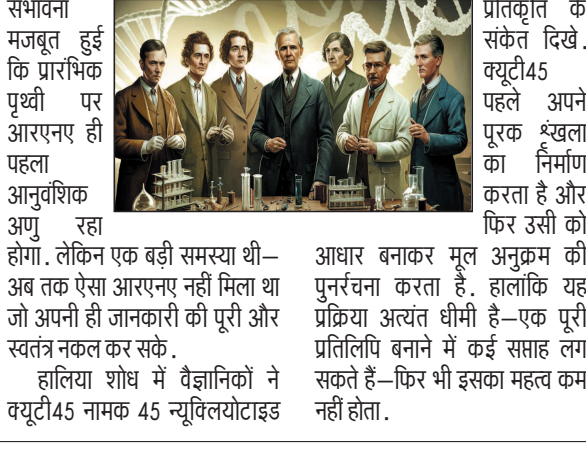 संभावना
मजबूत हुई
कि प्रारंभिक
पृथ्वी पर
आरएनए ही
पहला
आनुवंशिक
अणु रहा
होगा. लेकिन एक बड़ी समस्या थी–
अब तक ऐसा आरएनए नहीं मिला था
जो अपनी ही जानकारी की पूरी और
स्वतंत्र नकल कर सके.
हालिया शोध में वैज्ञानिकों ने
क्यूटी45 नामक 45 न्यूक्लियोटाइड
प्रतिकृति के
संकेत दिखे.
क्यूटी45
पहले अपने
पूरक श्रृंखला
का निर्माण
करता है और
फिर उसी को
आधार बनाकर मूल अनुक्रम की
पुनर्रचना करता है. हालांकि यह
प्रक्रिया अत्यंत धीमी है–एक पूरी
प्रतिलिपि बनाने में कई सप्ताह लग
सकते हैं–फिर भी इसका महत्व कम
नहीं होता.